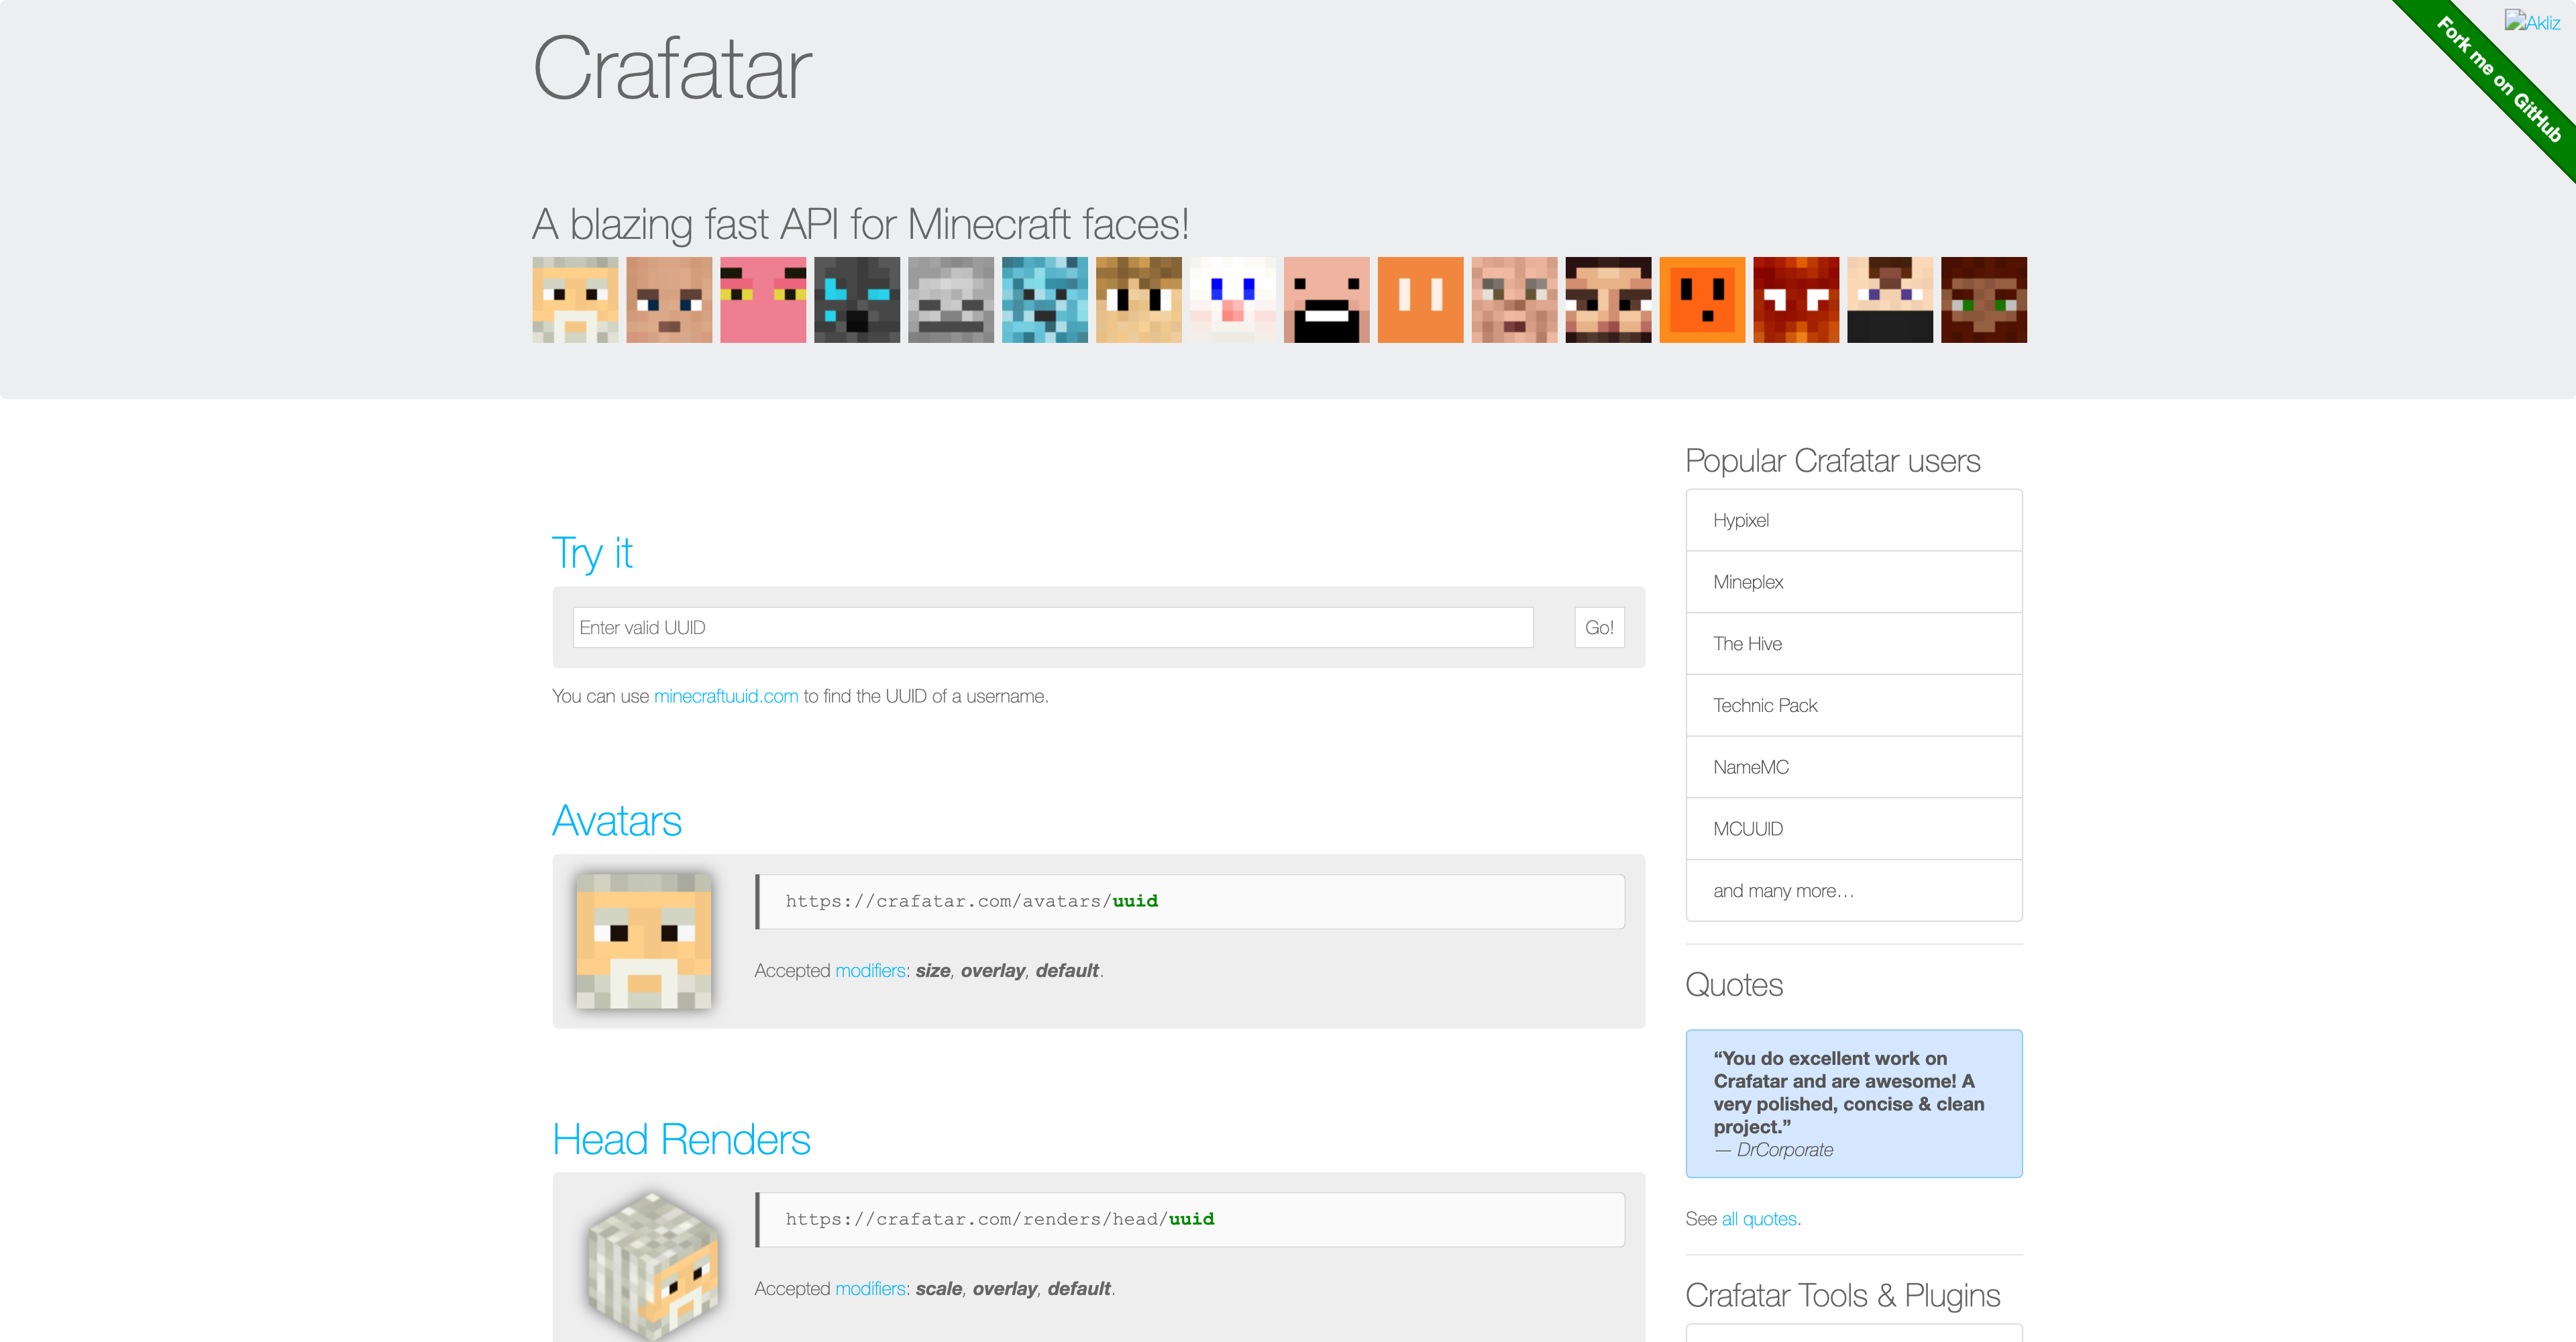 Crafatar
Akliz
Fork me on GitHub
A blazing fast API for Minecraft faces!
Try it
Enter valid UUID
Go!
You can use minecraftuuid.com to find the UUID of a username.
Avatars
https://crafatar.com/avatars/uuid
Accepted modifiers: size, overlay, default.
Head Renders
https://crafatar.com/renders/head/uuid
Accepted modifiers: scale, overlay, default.
Popular Crafatar users
Hypixel
Mineplex
The Hive
Technic Pack
NameMC
MCUUID
and many more…
Quotes
“You do excellent work on
Crafatar and are awesome! A
very polished, concise & clean
project.”
— DrCorporate
See all quotes.
Crafatar Tools & Plugins